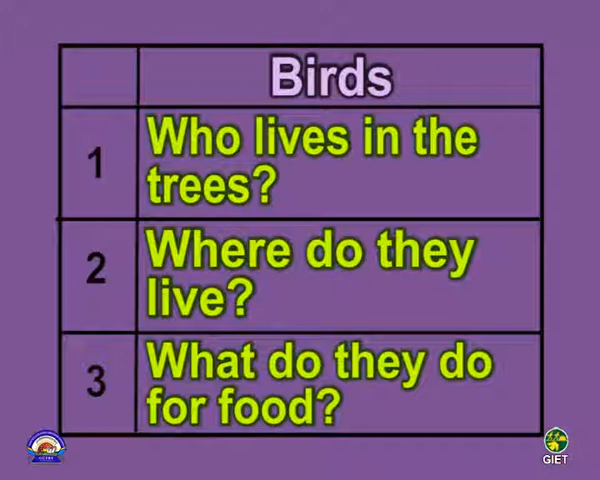 Birds
1
Who lives in the
trees?
2
Where do they
live?
3
What do they do
for food?
GIET